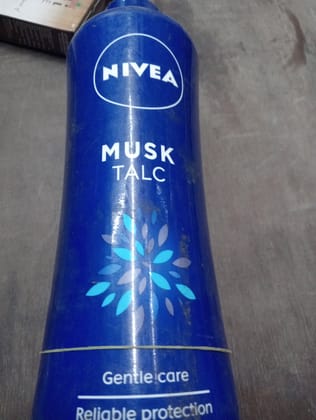 NIVEA
MUSK
TALC
Gentle care
Reliable protection